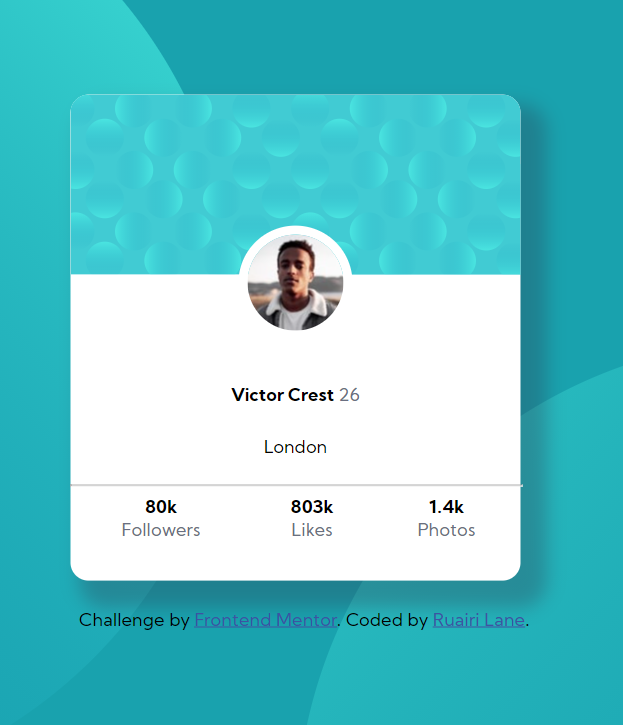 Victor Crest 26
London
80k 803k 1.4k
Followers Likes Photos
Challenge by Frontend Mentor. Coded by Ruairi Lane.